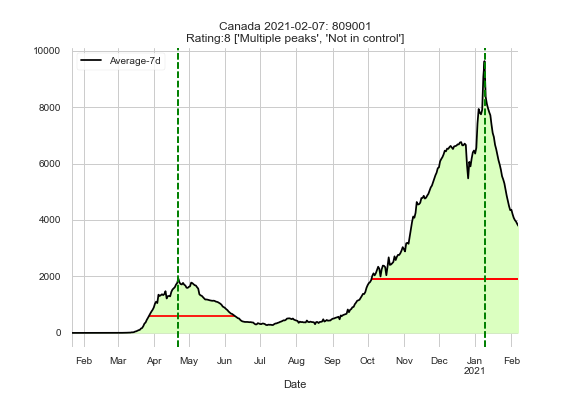 Canada 2021-02-07: 809001
Rating:8 ['Multiple peaks', 'Not in control']
Average-7d
10000
8000
6000
4000
2000
0
Feb Mar Apr May Jun Jul Aug Sep Oct Nov Dec Jan Feb
2021
Date